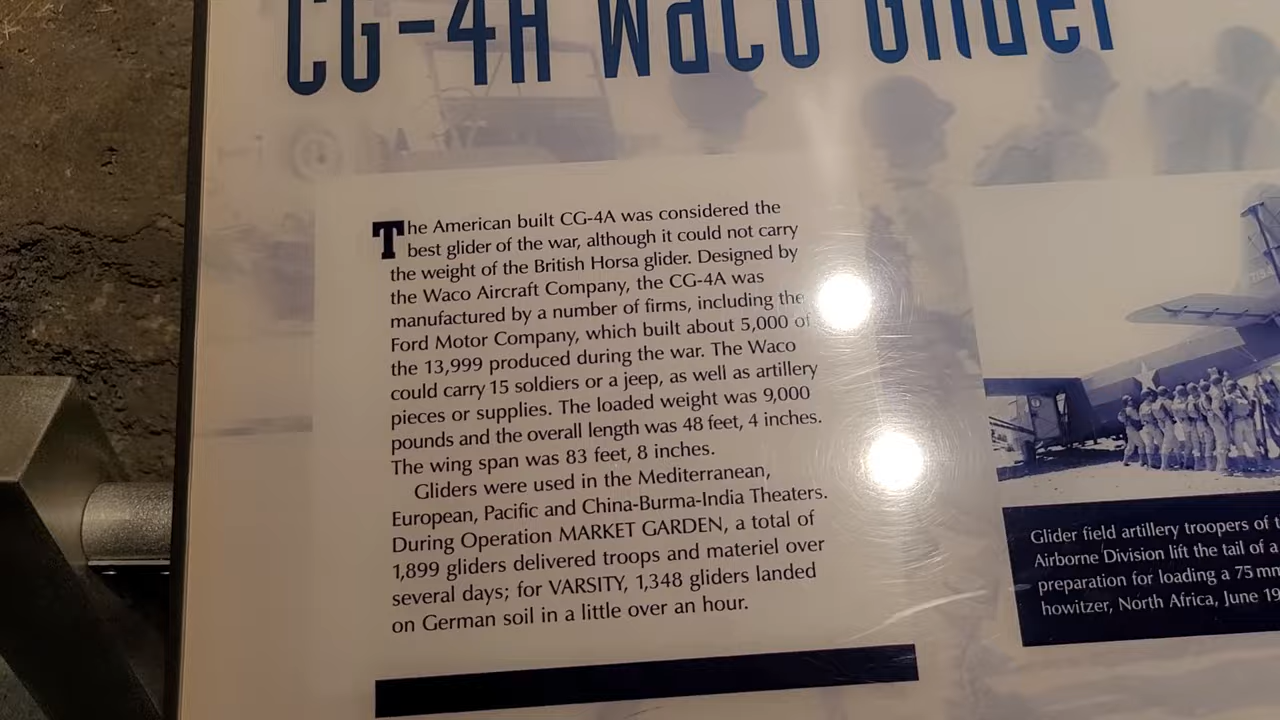 CG-4A Waco Glider
The American built CG-4A was considered the
best glider of the war, although it could not carry
the weight of the British Horsa glider. Designed by
the Waco Aircraft Company, the CG-4A was
manufactured by a number of firms, including the
Ford Motor Company, which built about 5,000 of
the 13,999 produced during the war. The Waco
could carry 15 soldiers or a jeep, as well as artillery
pieces or supplies. The loaded weight was 9,000
pounds and the overall length was 48 feet, 4 inches.
The wing span was 83 feet, 8 inches.
Gliders were used in the Mediterranean,
European, Pacific and China-Burma-India Theaters.
During Operation MARKET GARDEN, a total of
1,899 gliders delivered troops and materiel over
several days; for VARSITY, 1,348 gliders landed
on German soil in a little over an hour.
Glider field artillery troopers of
Airborne Division lift the tail of a
preparation for loading a 75 mm
howitzer, North Africa, June 19